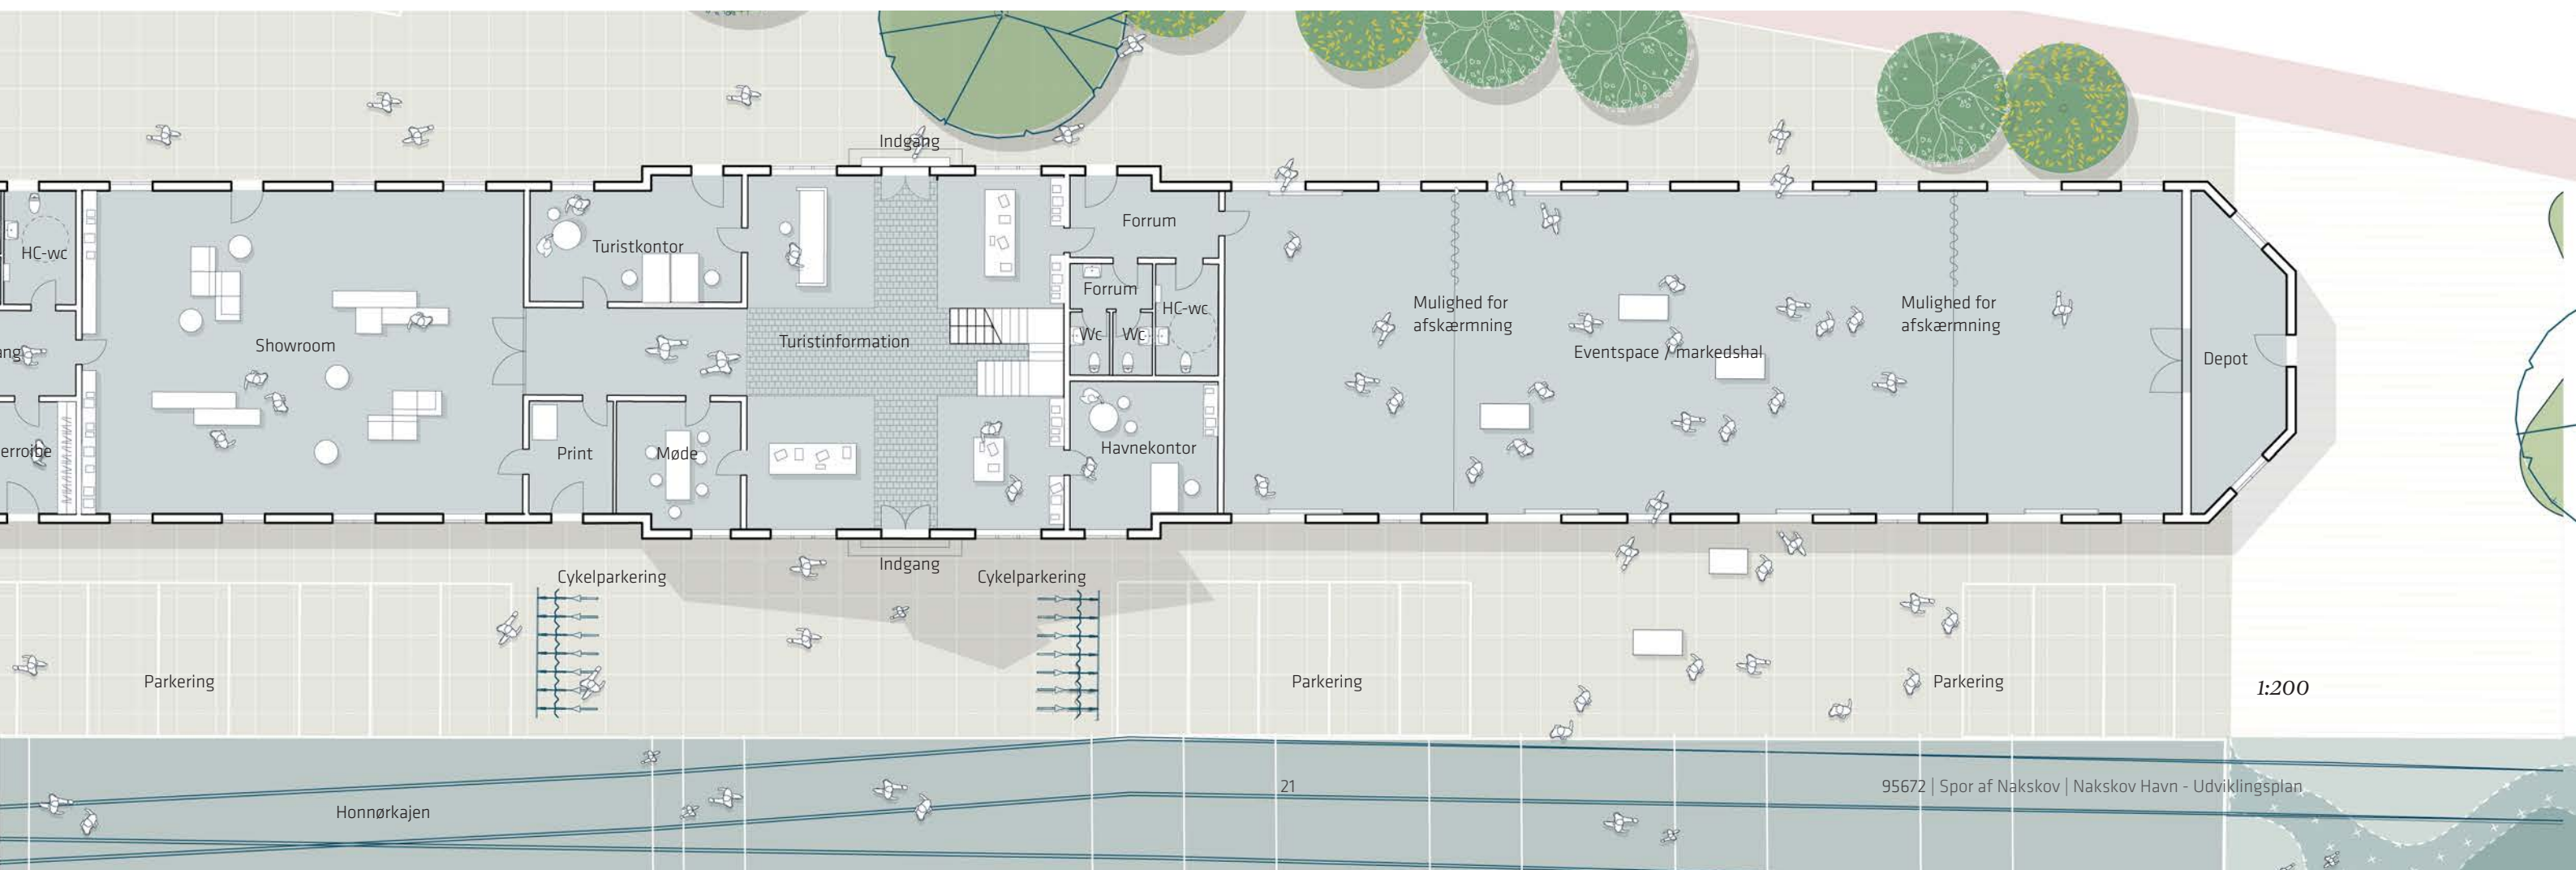 Indgang
HC-wc
Turistkontor
Forrum
Forrum
HC-wc
Wc
Wc
Mulighed for
afskærmning
Mulighed for
afskærmning
Showroom
Turistinformation
Eventspace / markedshal
Depot
Print
Møde
Havnekontor
Indgang
Cykelparkering
Cykelparkering
Parkering
Parkering
Parkering
1:200
Honnørkajen
21
95672 | Spor af Nakskov | Nakskov Havn - Udviklingsplan